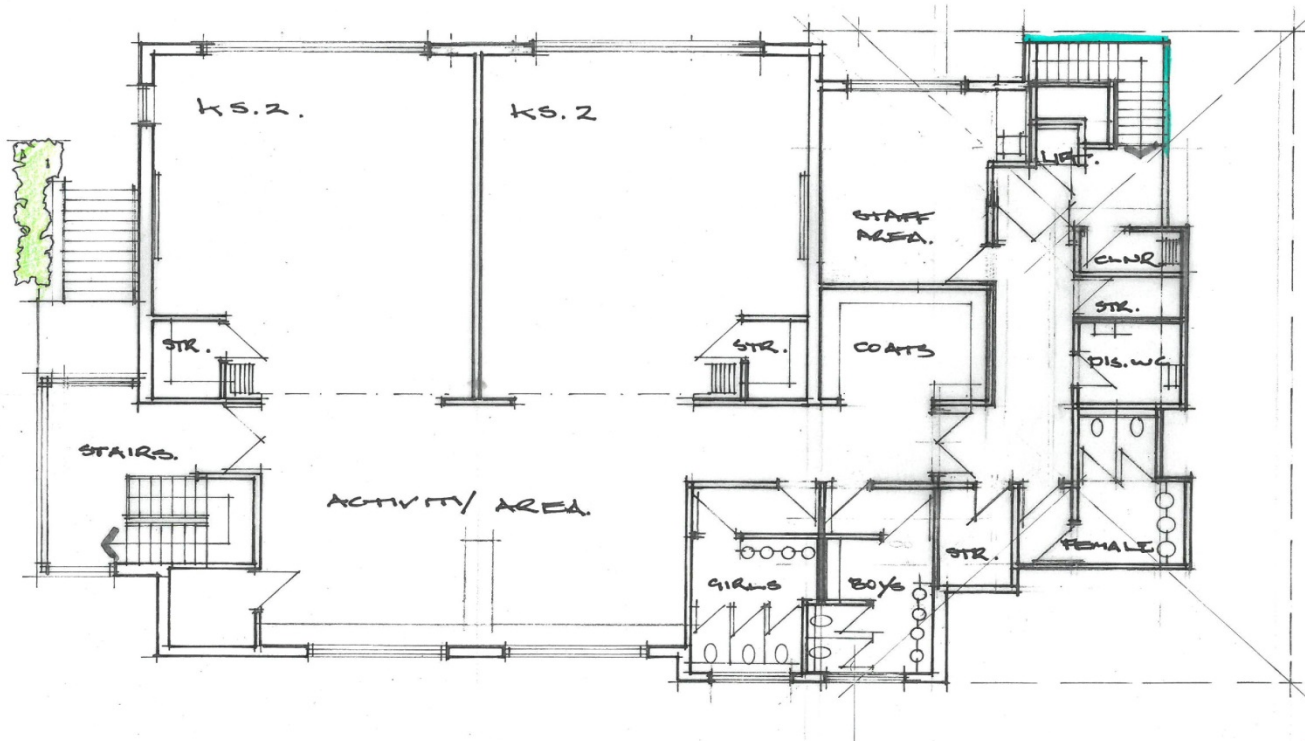 KS.2.
KS.2
LIFT.
STAFF
AREA.
CLNR
STR.
STR.
STR.
COATS
DIS.WC
STAIRS.
ACTIVITY AREA.
STR.
FEMALE
GIRLS
BOYS